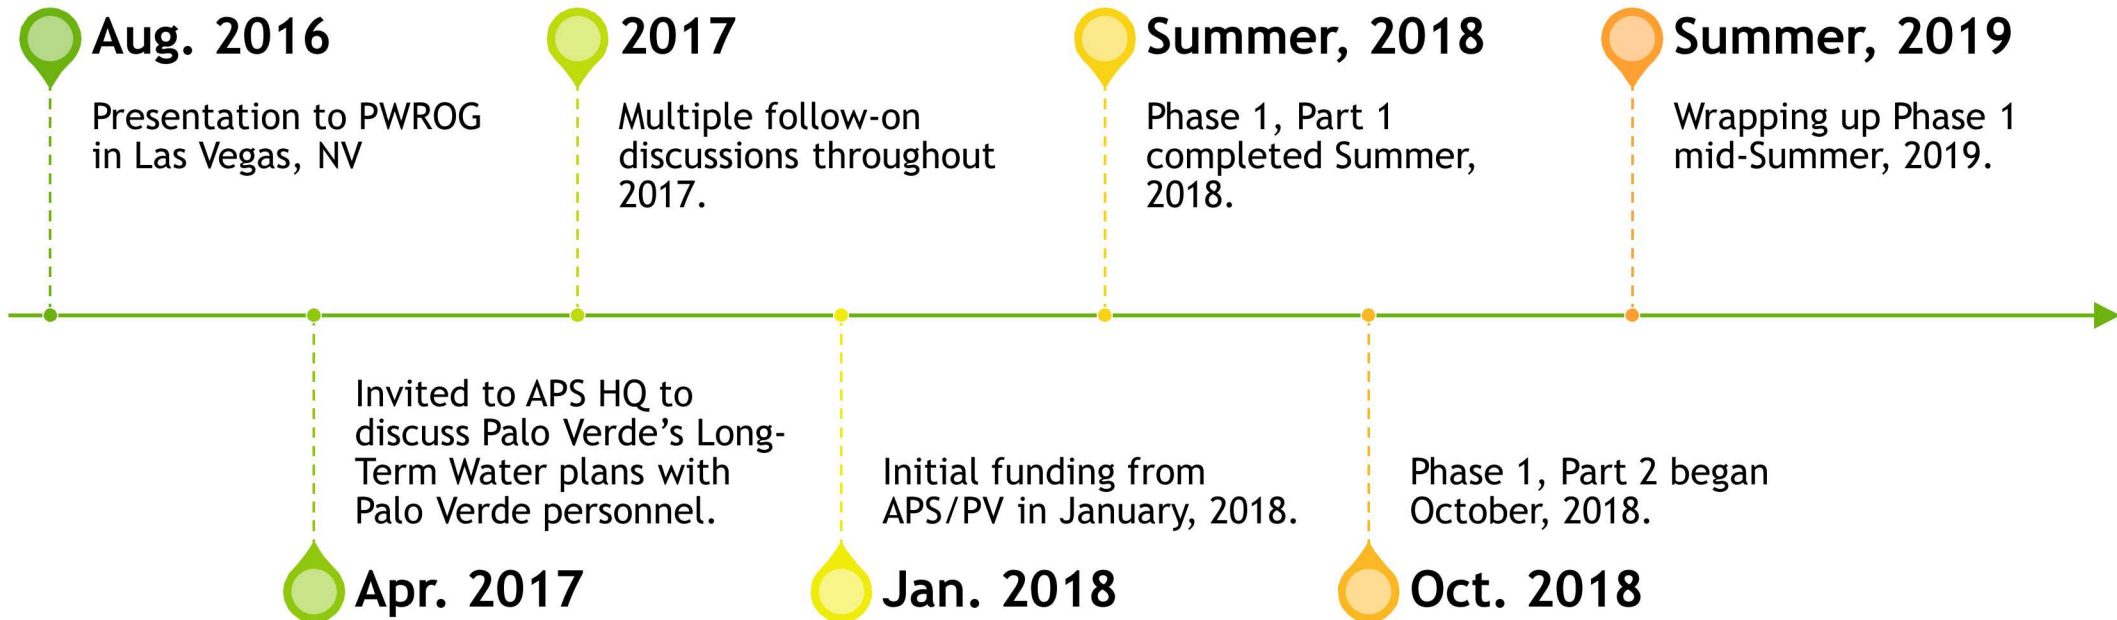 Aug. 2016
Presentation to PWROG
in Las Vegas, NV
Invited to APS HQ to
discuss Palo Verde’s Long-
Term Water plans with
Palo Verde personnel.
Apr. 2017
2017
Multiple follow-on
discussions throughout
2017.
Initial funding from
APS/PV in January, 2018.
Jan. 2018
Summer, 2018
Phase 1, Part 1
completed Summer,
2018.
Phase 1, Part 2 began
October, 2018.
Oct. 2018
Summer, 2019
Wrapping up Phase 1
mid-Summer, 2019.